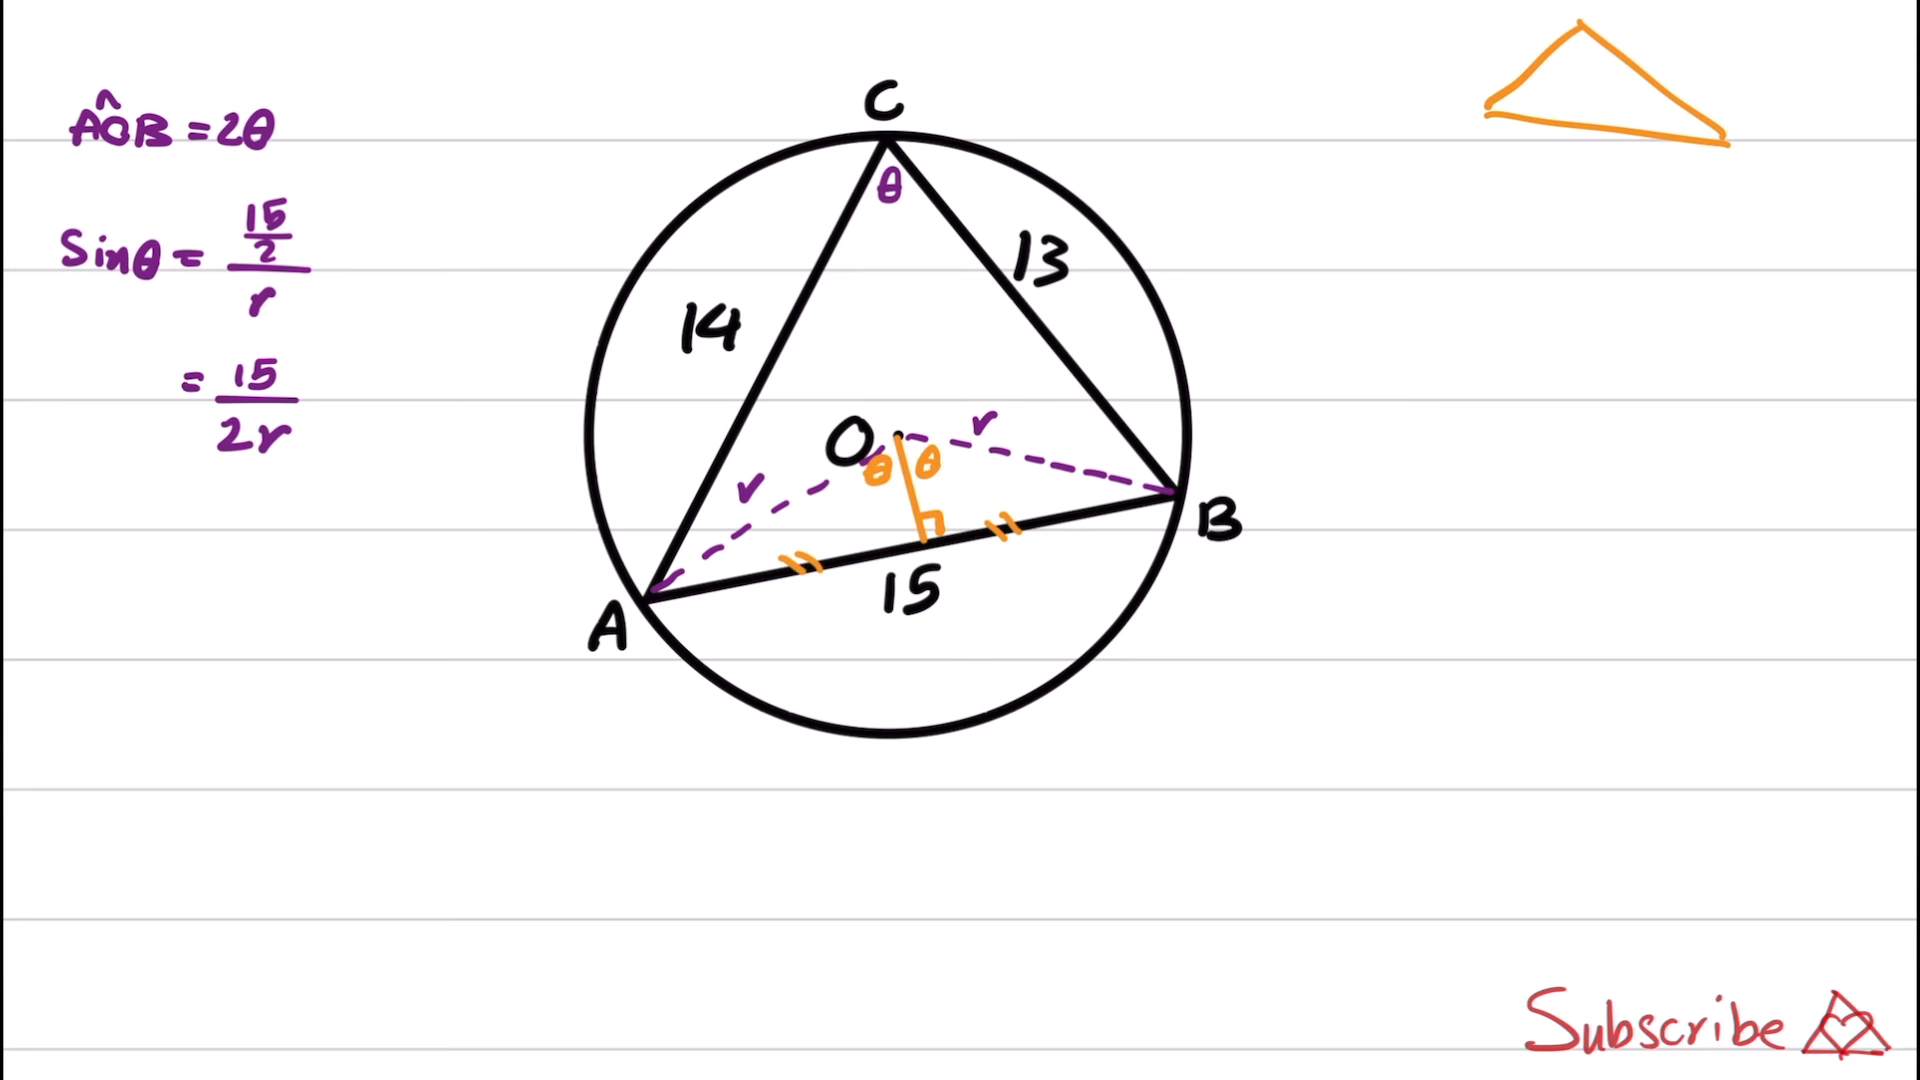 AÔB = 2θ
C
θ
Sinθ = 15/2 / r
13
14
= 15 / 2r
O
r
θ θ
r
B
15
A
Subscribe